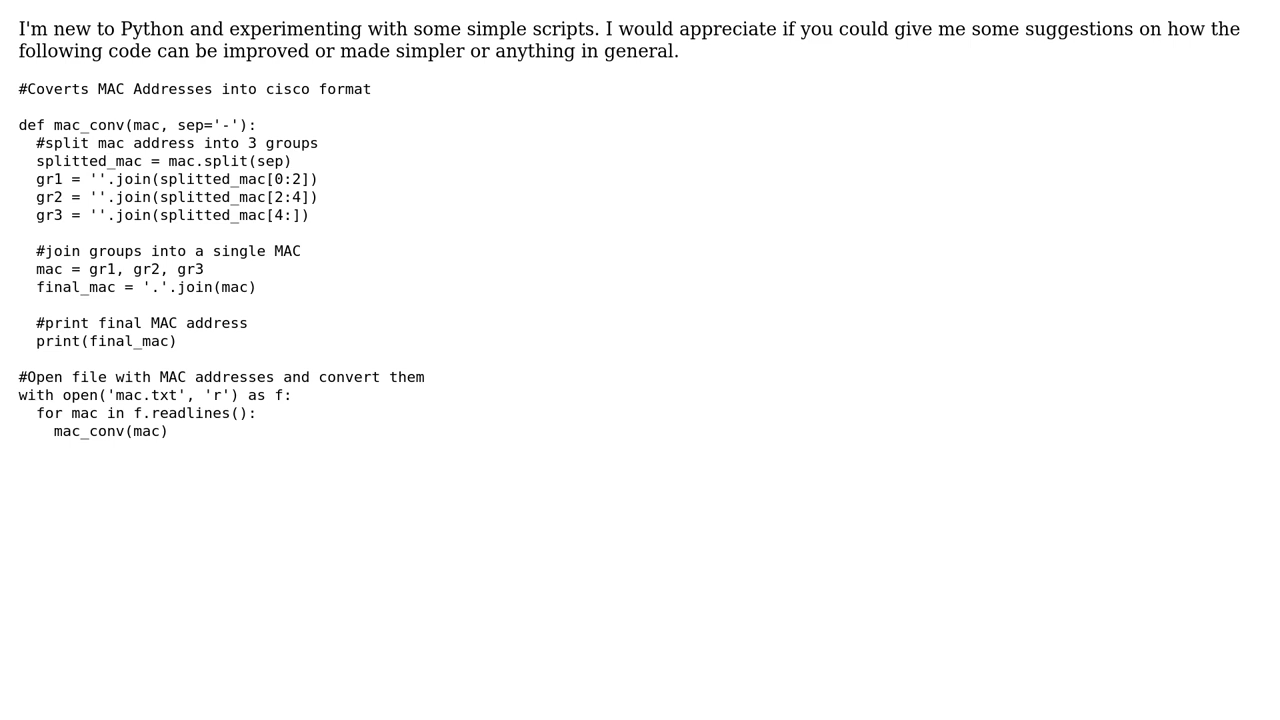 I'm new to Python and experimenting with some simple scripts. I would appreciate if you could give me some suggestions on how the
following code can be improved or made simpler or anything in general.
#Coverts MAC Addresses into cisco format
def mac_conv(mac, sep='-'):
  #split mac address into 3 groups
  splitted_mac = mac.split(sep)
  gr1 = ''.join(splitted_mac[0:2])
  gr2 = ''.join(splitted_mac[2:4])
  gr3 = ''.join(splitted_mac[4:])
  #join groups into a single MAC
  mac = gr1, gr2, gr3
  final_mac = '.'.join(mac)
  #print final MAC address
  print(final_mac)
#Open file with MAC addresses and convert them
with open('mac.txt', 'r') as f:
  for mac in f.readlines():
    mac_conv(mac)